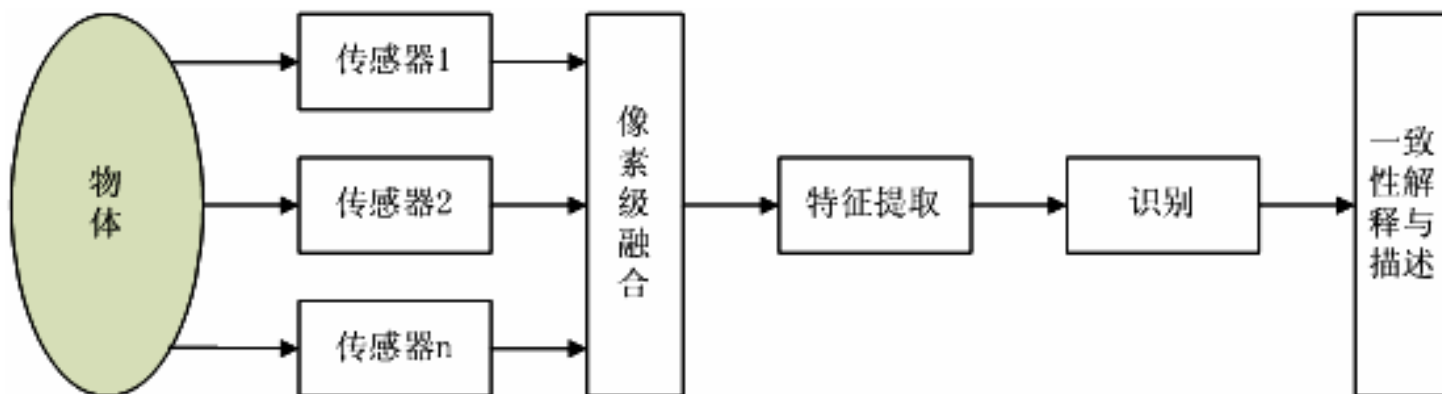 物
体
传感器1
传感器2
传感器n
像
素
级
融
合
特征提取
识别
一致
性解
释与
描述